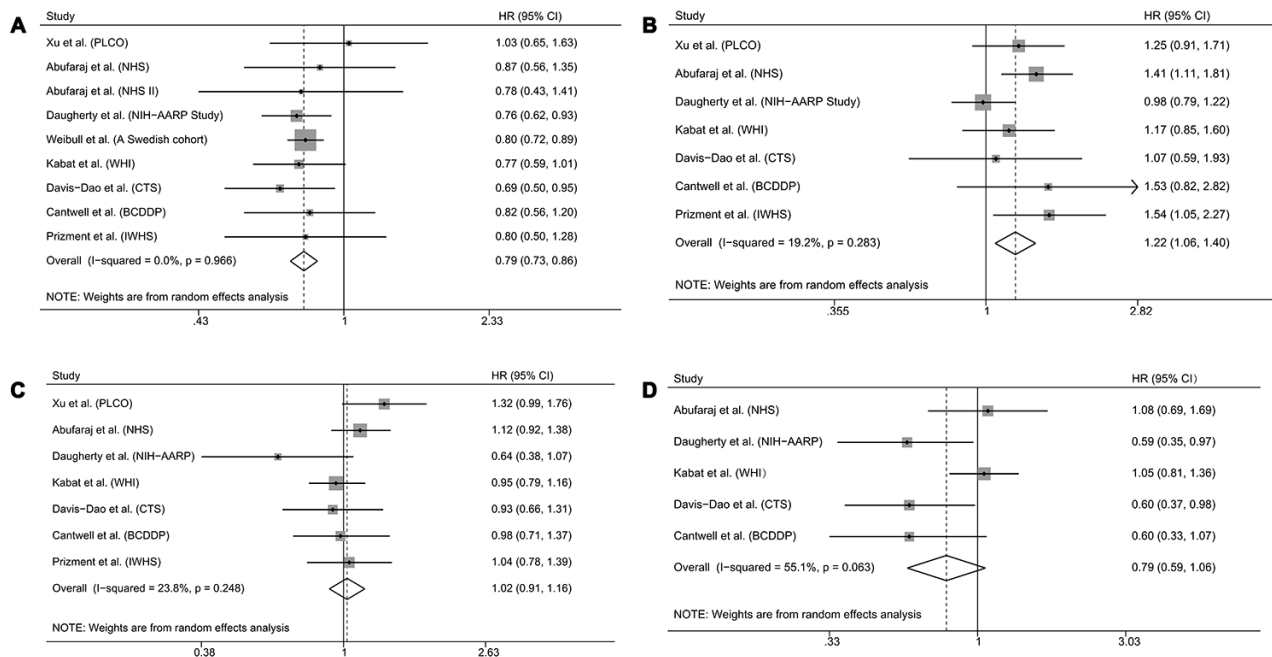 A
Study HR (95% CI)
Xu et al. (PLCO) 1.03 (0.65, 1.63)
Abufaraj et al. (NHS) 0.87 (0.56, 1.35)
Abufaraj et al. (NHS II) 0.78 (0.43, 1.41)
Daugherty et al. (NIH−AARP Study) 0.76 (0.62, 0.93)
Weibull et al. (A Swedish cohort) 0.80 (0.72, 0.89)
Kabat et al. (WHI) 0.77 (0.59, 1.01)
Davis−Dao et al. (CTS) 0.69 (0.50, 0.95)
Cantwell et al. (BCDDP) 0.82 (0.56, 1.20)
Prizment et al. (IWHS) 0.80 (0.50, 1.28)
Overall (I−squared = 0.0%, p = 0.966) 0.79 (0.73, 0.86)
NOTE: Weights are from random effects analysis
.43 1 2.33
B
Study HR (95% CI)
Xu et al. (PLCO) 1.25 (0.91, 1.71)
Abufaraj et al. (NHS) 1.41 (1.11, 1.81)
Daugherty et al. (NIH−AARP Study) 0.98 (0.79, 1.22)
Kabat et al. (WHI) 1.17 (0.85, 1.60)
Davis−Dao et al. (CTS) 1.07 (0.59, 1.93)
Cantwell et al. (BCDDP) 1.53 (0.82, 2.82)
Prizment et al. (IWHS) 1.54 (1.05, 2.27)
Overall (I−squared = 19.2%, p = 0.283) 1.22 (1.06, 1.40)
NOTE: Weights are from random effects analysis
.355 1 2.82
C
Study HR (95% CI)
Xu et al. (PLCO) 1.32 (0.99, 1.76)
Abufaraj et al. (NHS) 1.12 (0.92, 1.38)
Daugherty et al. (NIH−AARP) 0.64 (0.38, 1.07)
Kabat et al. (WHI) 0.95 (0.79, 1.16)
Davis−Dao et al. (CTS) 0.93 (0.66, 1.31)
Cantwell et al. (BCDDP) 0.98 (0.71, 1.37)
Prizment et al. (IWHS) 1.04 (0.78, 1.39)
Overall (I−squared = 23.8%, p = 0.248) 1.02 (0.91, 1.16)
NOTE: Weights are from random effects analysis
0.38 1 2.63
D
Study HR (95% CI）
Abufaraj et al. (NHS) 1.08 (0.69, 1.69)
Daugherty et al. (NIH−AARP) 0.59 (0.35, 0.97)
Kabat et al. (WHI） 1.05 (0.81, 1.36)
Davis−Dao et al. (CTS) 0.60 (0.37, 0.98)
Cantwell et al. (BCDDP) 0.60 (0.33, 1.07)
Overall (I−squared = 55.1%, p = 0.063) 0.79 (0.59, 1.06)
NOTE: Weights are from random effects analysis
.33 1 3.03